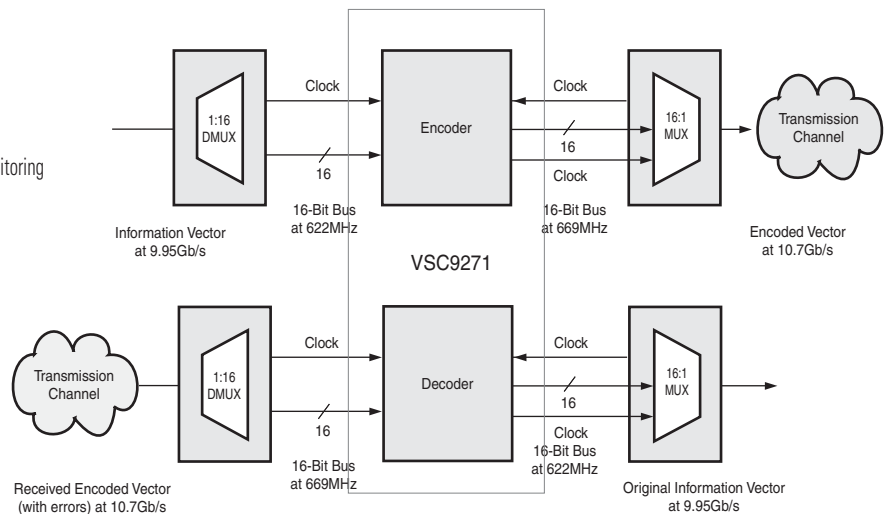 Clock
Clock
1:16
DMUX
Encoder
16:1
MUX
Transmission
Channel
itoring
16
16
Clock
16-Bit Bus
at 622MHz
16-Bit Bus
at 669MHz
Information Vector
at 9.95Gb/s
Encoded Vector
at 10.7Gb/s
VSC9271
Clock
Clock
Transmission
Channel
1:16
DMUX
Decoder
16:1
MUX
16
16
Clock
16-Bit Bus
at 669MHz
16-Bit Bus
at 622MHz
Received Encoded Vector
(with errors) at 10.7Gb/s
Original Information Vector
at 9.95Gb/s